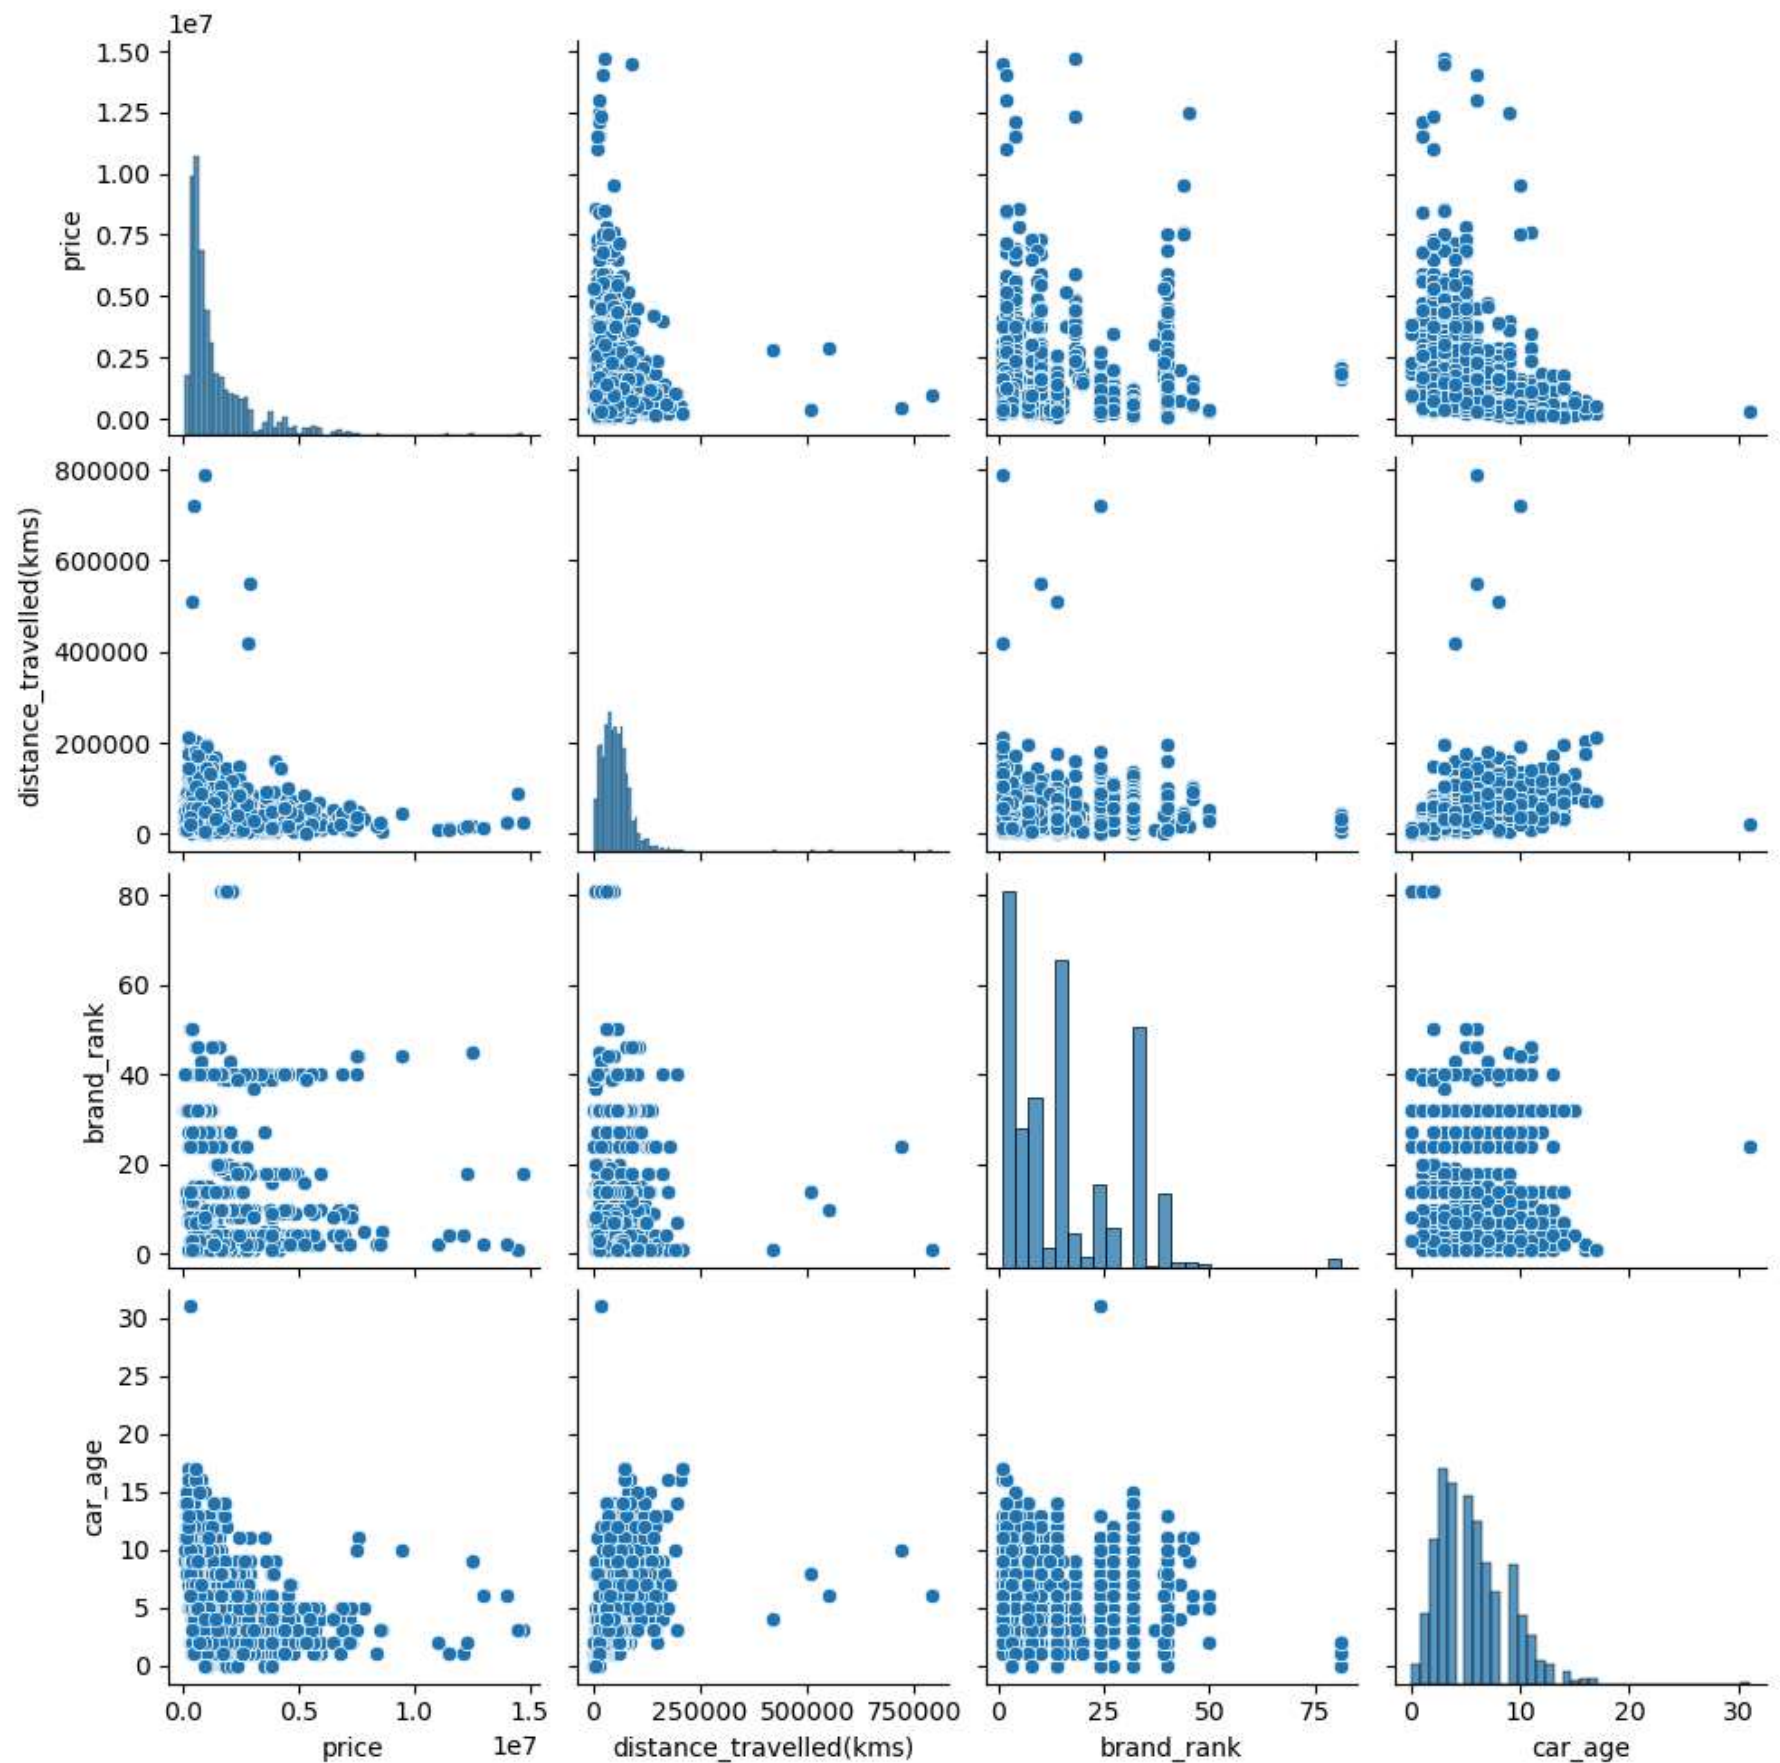 1e7
1.50
1.25
1.00
0.75
0.50
0.25
0.00
price
800000
600000
400000
200000
0
distance_travelled(kms)
80
60
40
20
0
brand_rank
30
25
20
15
10
5
0
car_age
0.0 0.5 1.0 1.5
1e7
price
0 250000 500000 750000
distance_travelled(kms)
0 25 50 75
brand_rank
0 10 20 30
car_age